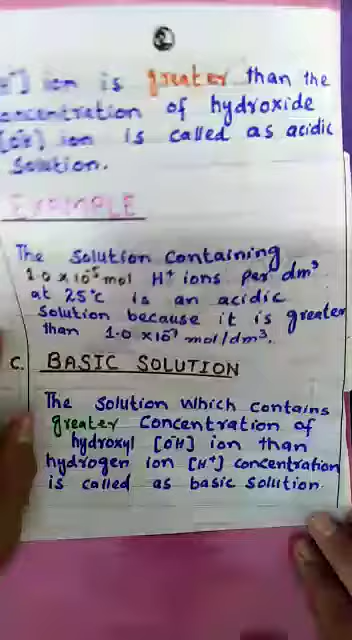 2
H⁺] ion is greater than the
concentration of hydroxide
[OH] ion is called as acidic
Solution.
EXAMPLE
The Solution Containing
1.0 x 10⁻⁵ mol H⁺ ions per dm³
at 25°c is an acidic
Solution because it is greater
than 1.0 x 10⁻⁷ mol/dm³.
C. BASIC SOLUTION
The Solution which contains
greater Concentration of
hydroxyl [OH] ion than
hydrogen ion [H⁺] concentration
is called as basic Solution.